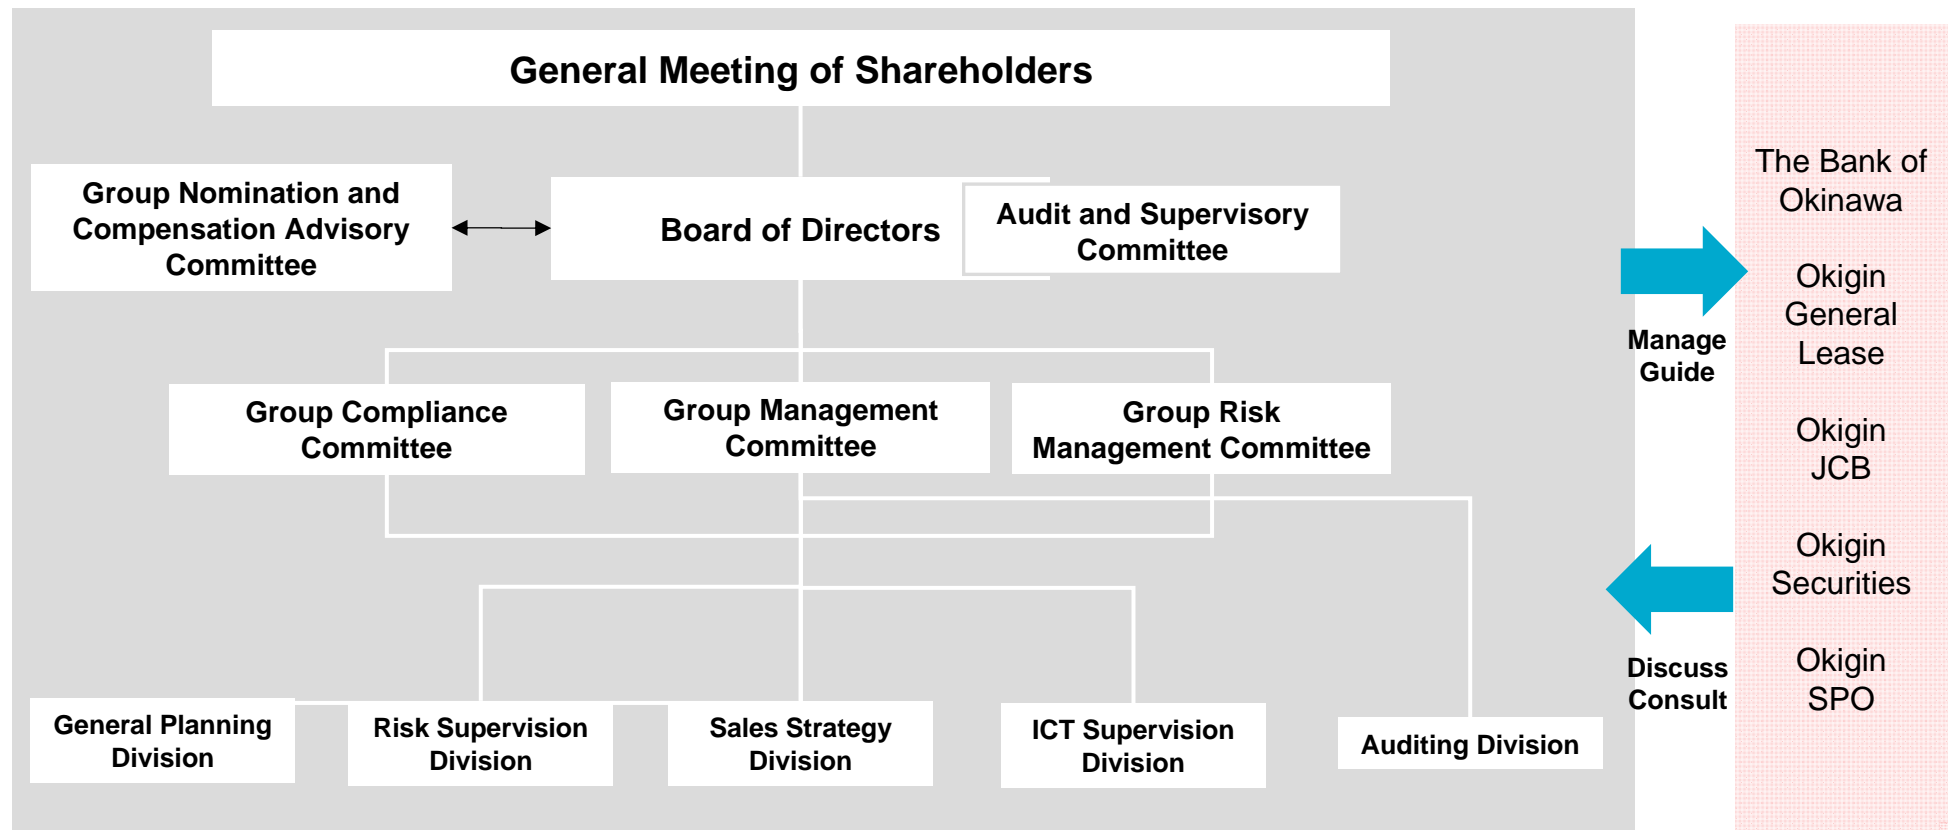 General Meeting of Shareholders
Group Nomination and
Compensation Advisory
Committee
Board of Directors
Audit and Supervisory
Committee
Group Compliance
Committee
Group Management
Committee
Group Risk
Management Committee
General Planning
Division
Risk Supervision
Division
Sales Strategy
Division
ICT Supervision
Division
Auditing Division
Manage
Guide
Discuss
Consult
The Bank of
Okinawa
Okigin
General
Lease
Okigin
JCB
Okigin
Securities
Okigin
SPO